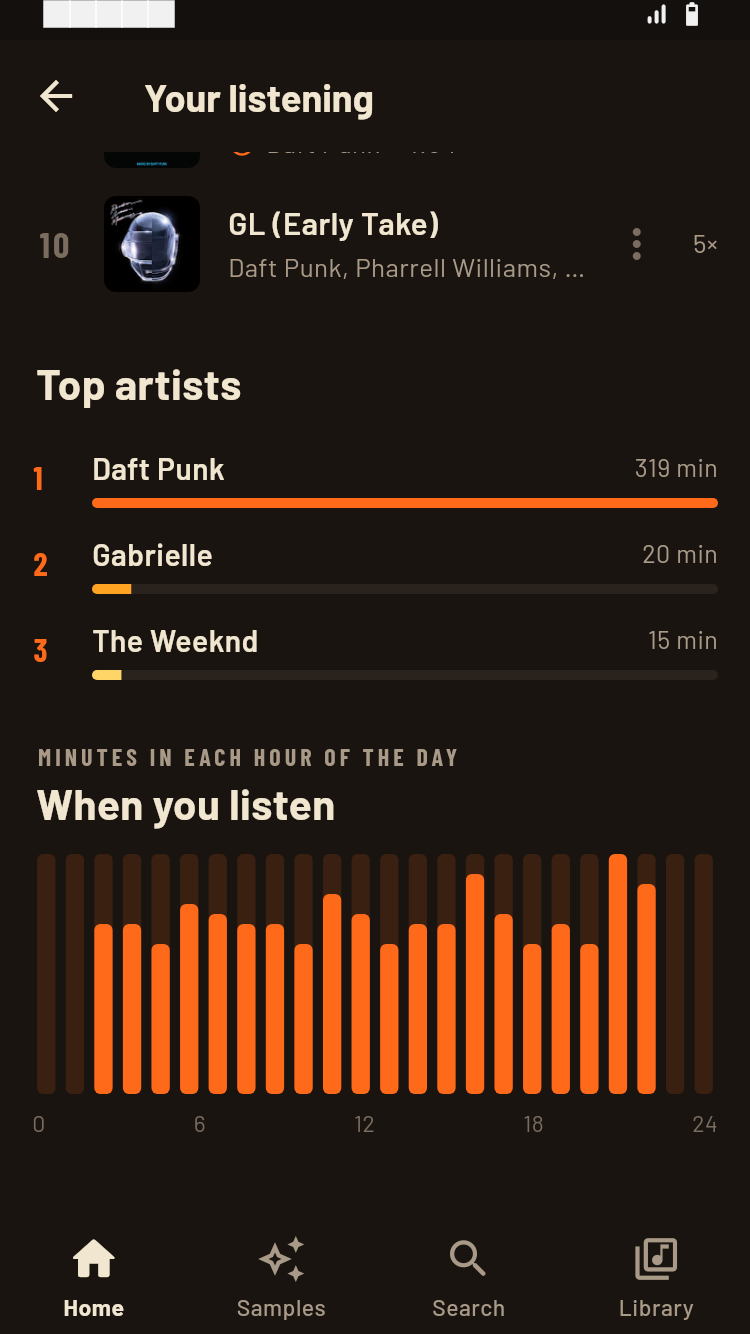 Your listening
10
GL (Early Take)
Daft Punk, Pharrell Williams, ...
5×
Top artists
1
Daft Punk
319 min
2
Gabrielle
20 min
3
The Weeknd
15 min
MINUTES IN EACH HOUR OF THE DAY
When you listen
0 6 12 18 24
Home Samples Search Library